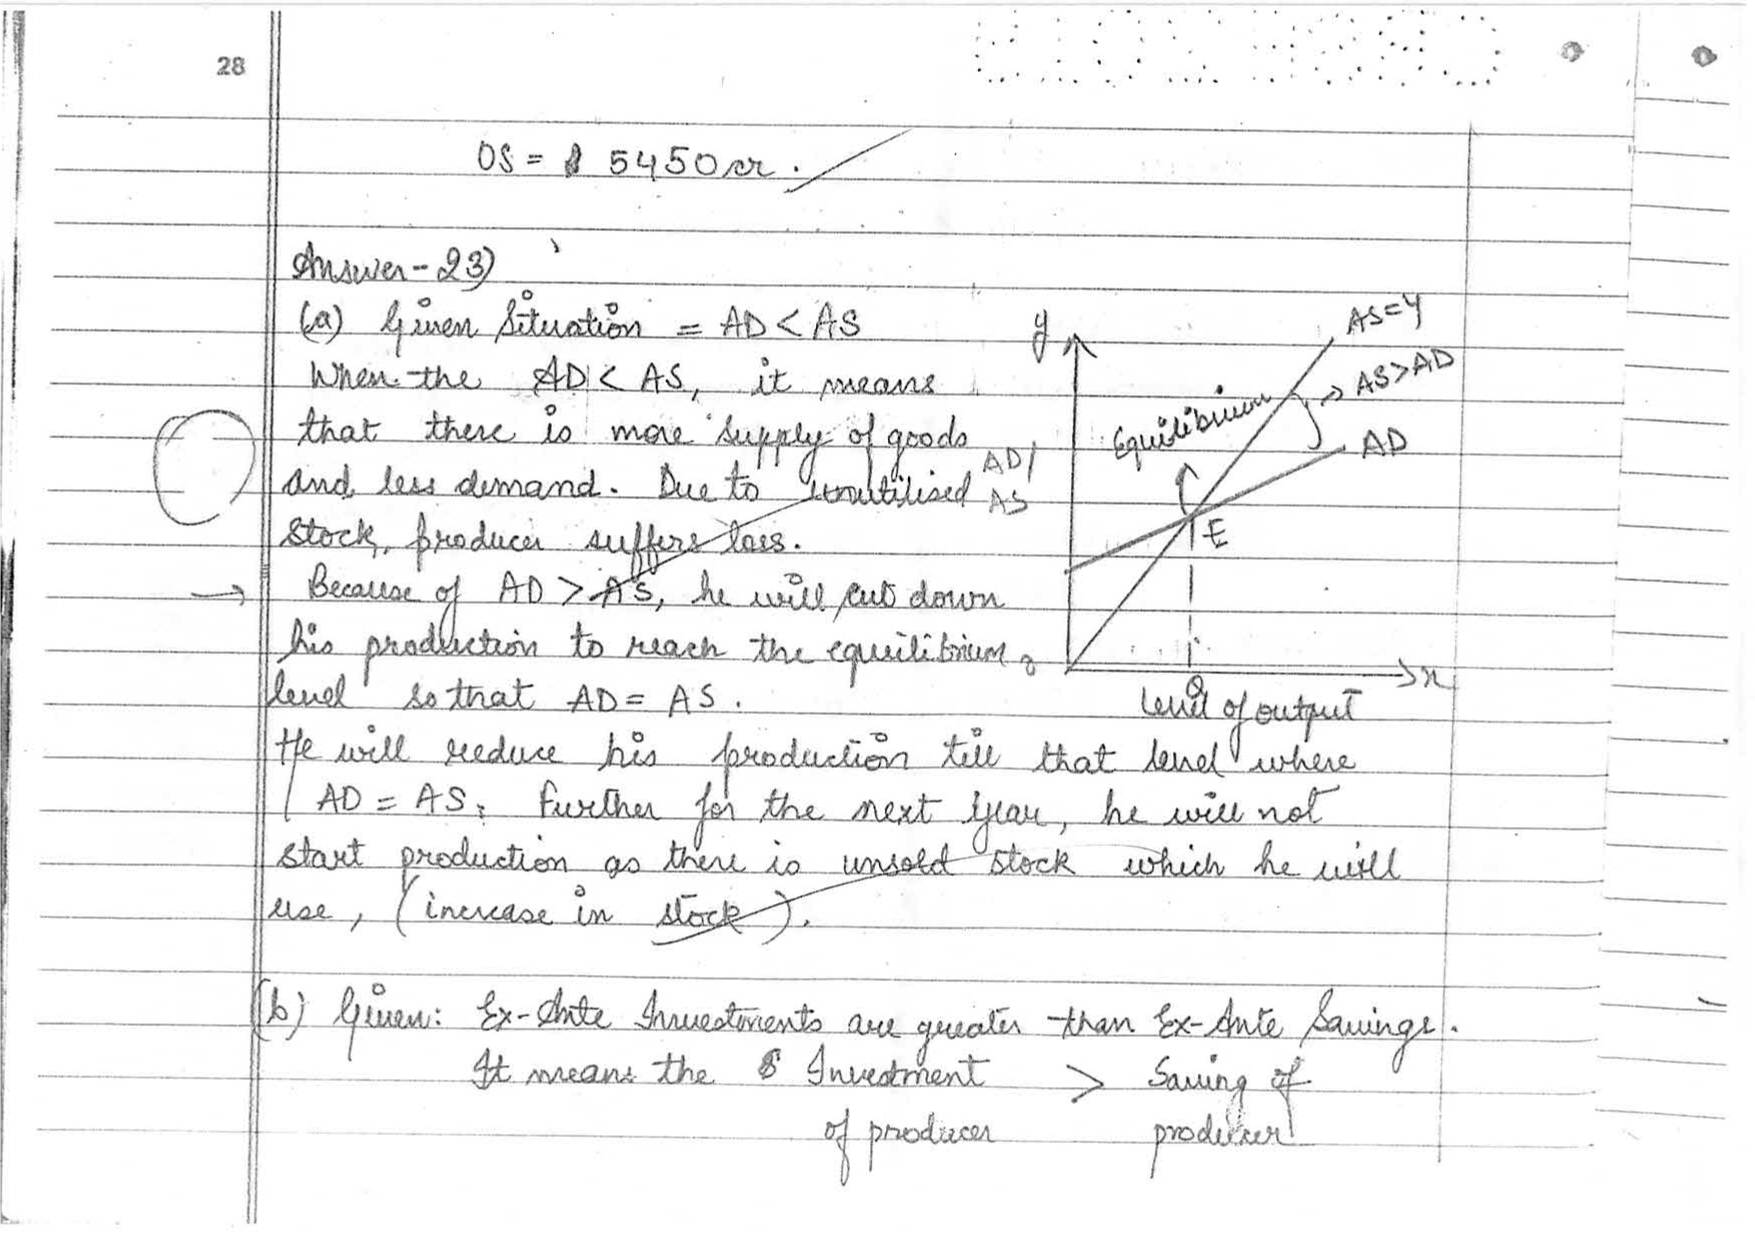 28
OS = 5450cr.
Answer-23)
(a) Given Situation = AD < AS
When the AD < AS, it means
that there is more supply of goods
and less demand. Due to unutilised
stock, producer suffers loss.
→ Because of AD > AS, he will cut down
his production to reach the equilibrium
level so that AD = AS.
y
AS=Y
→ AS>AD
Equilibrium
AD
AD/
AS
E
Q
x
level of output
He will reduce his production till that level where
AD = AS. Further for the next year, he will not
start production as there is unsold stock which he will
use, (increase in stock).
(b) Given: Ex-Ante Investments are greater than Ex-Ante Savings.
It means the Investment > Saving of
of producer producer